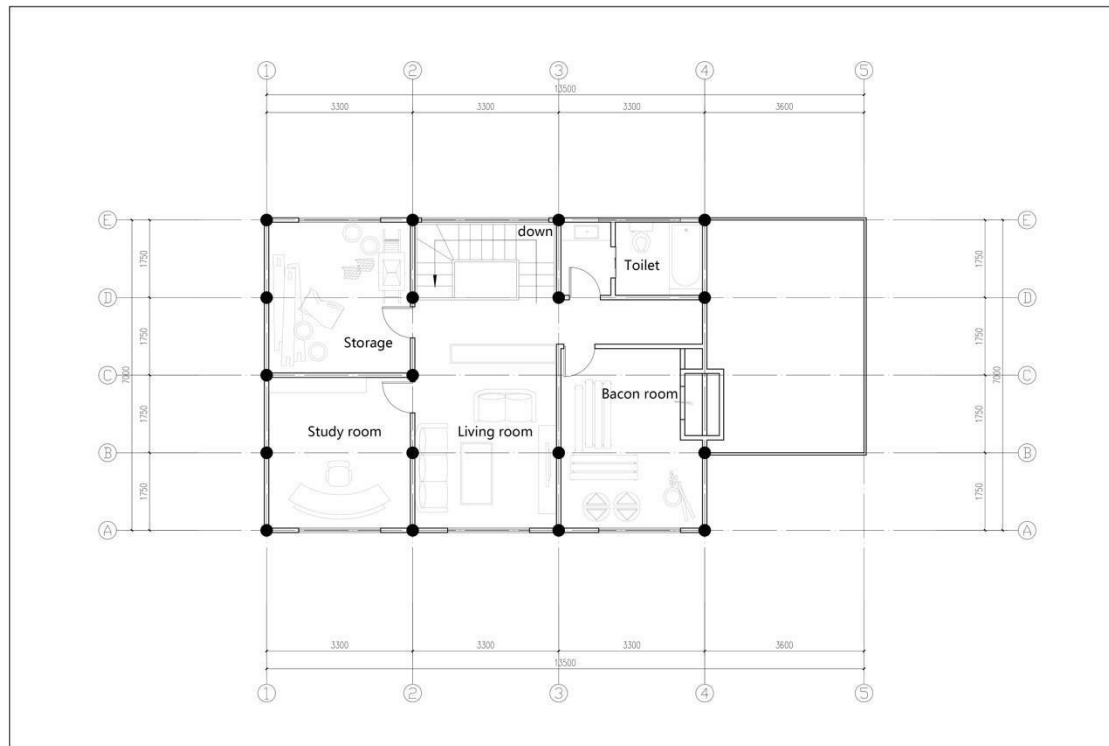 1 2 3 4 5
13500
3300 3300 3300 3600
E E
down
1750 Toilet 1750
D D
1750 Storage 1750
7000 7000
C C
Bacon room
1750 Study room Living room 1750
B B
1750 1750
A A
3300 3300 3300 3600
13500
1 2 3 4 5